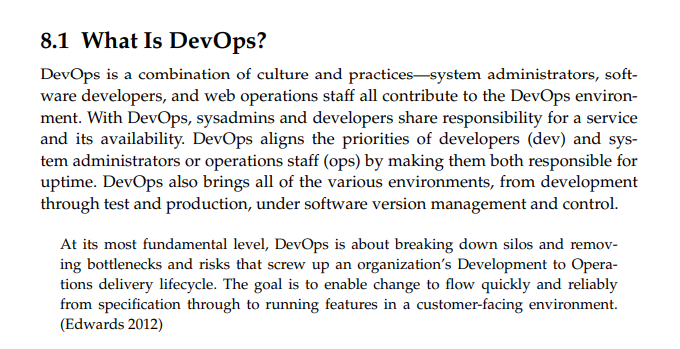 8.1 What Is DevOps?
DevOps is a combination of culture and practices—system administrators, soft-
ware developers, and web operations staff all contribute to the DevOps environ-
ment. With DevOps, sysadmins and developers share responsibility for a service
and its availability. DevOps aligns the priorities of developers (dev) and sys-
tem administrators or operations staff (ops) by making them both responsible for
uptime. DevOps also brings all of the various environments, from development
through test and production, under software version management and control.
At its most fundamental level, DevOps is about breaking down silos and remov-
ing bottlenecks and risks that screw up an organization's Development to Opera-
tions delivery lifecycle. The goal is to enable change to flow quickly and reliably
from specification through to running features in a customer-facing environment.
(Edwards 2012)